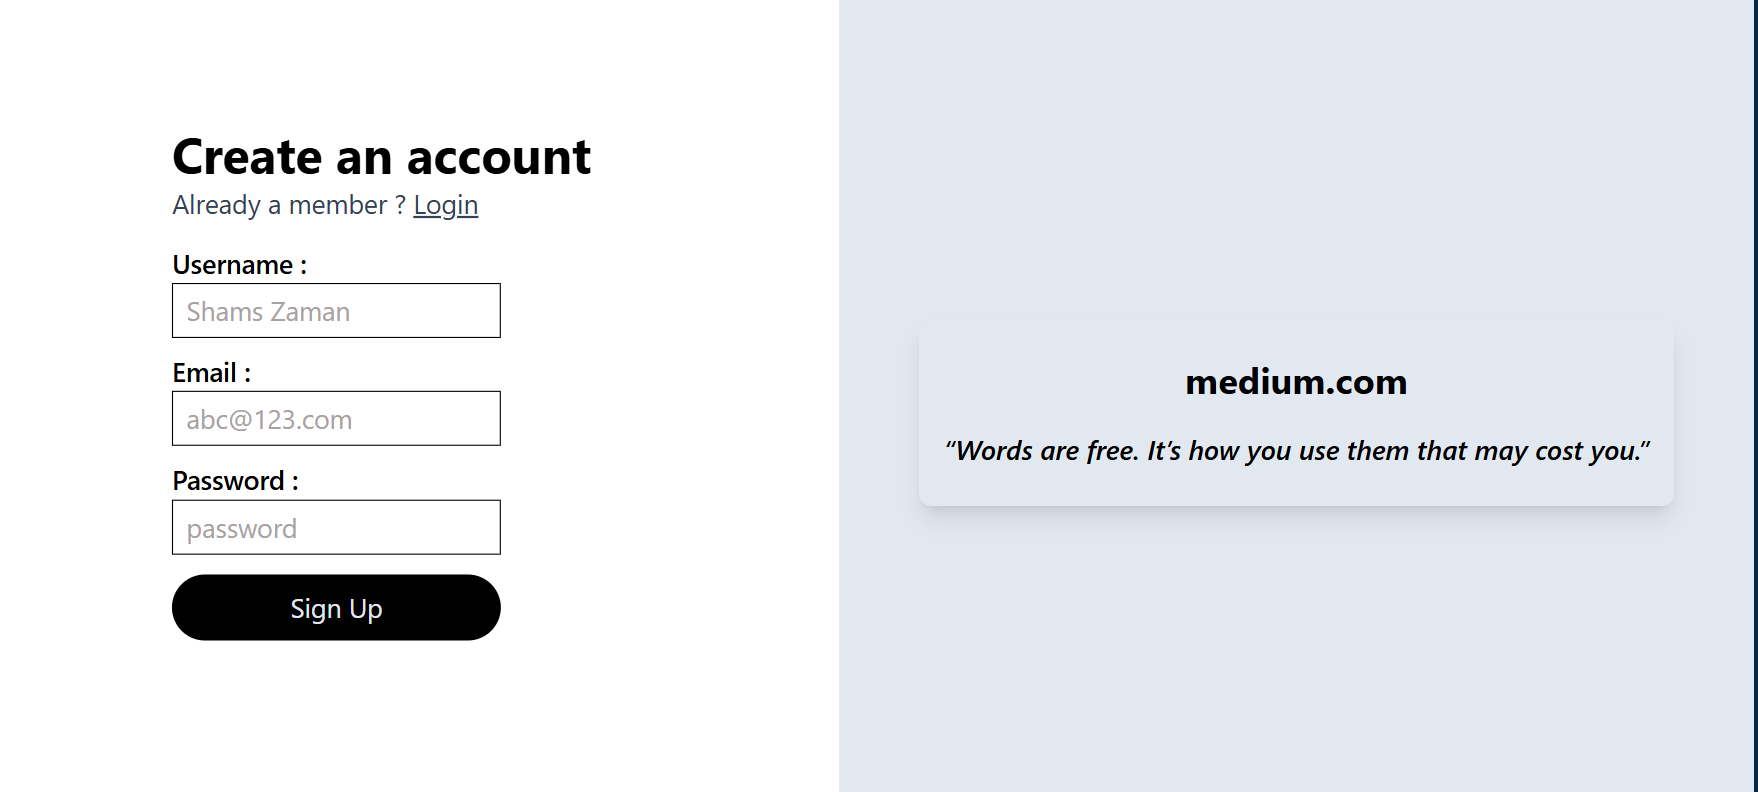 Create an account
Already a member ? Login
Username :
Shams Zaman
Email :
abc@123.com
Password :
password
Sign Up
medium.com
“Words are free. It’s how you use them that may cost you.”